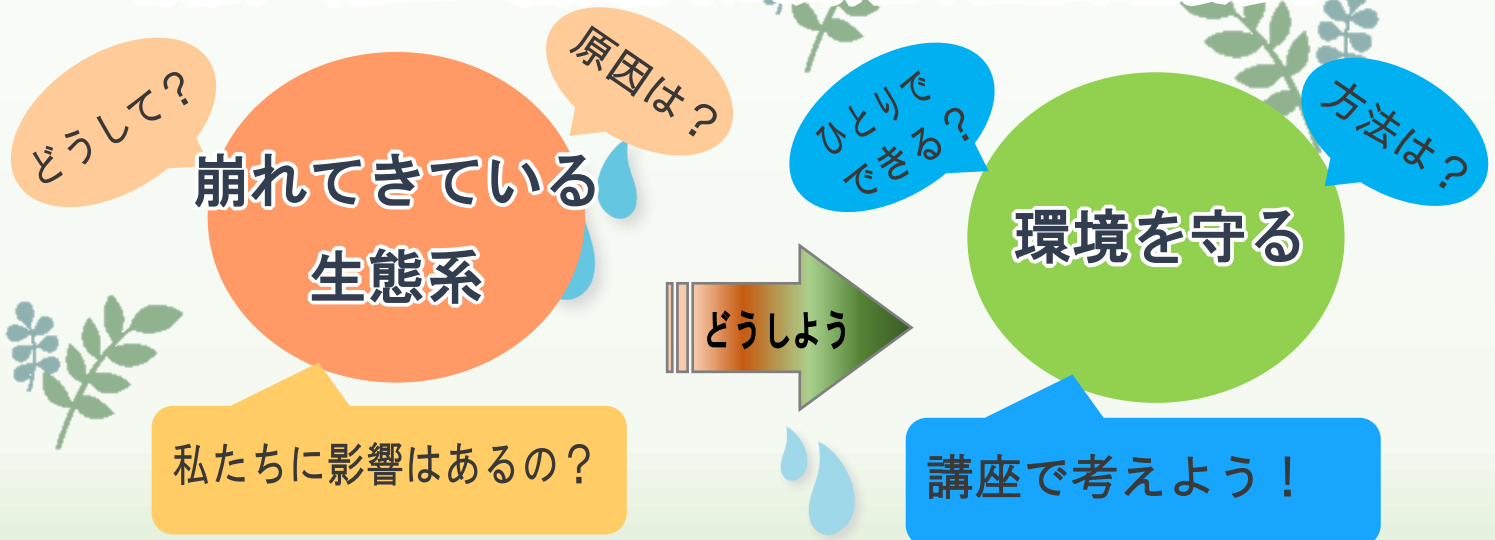 どうして？
原因は？
崩れてきている
生態系
私たちに影響はあるの？
どうしよう
ひとりで
できる？
方法は？
環境を守る
講座で考えよう！